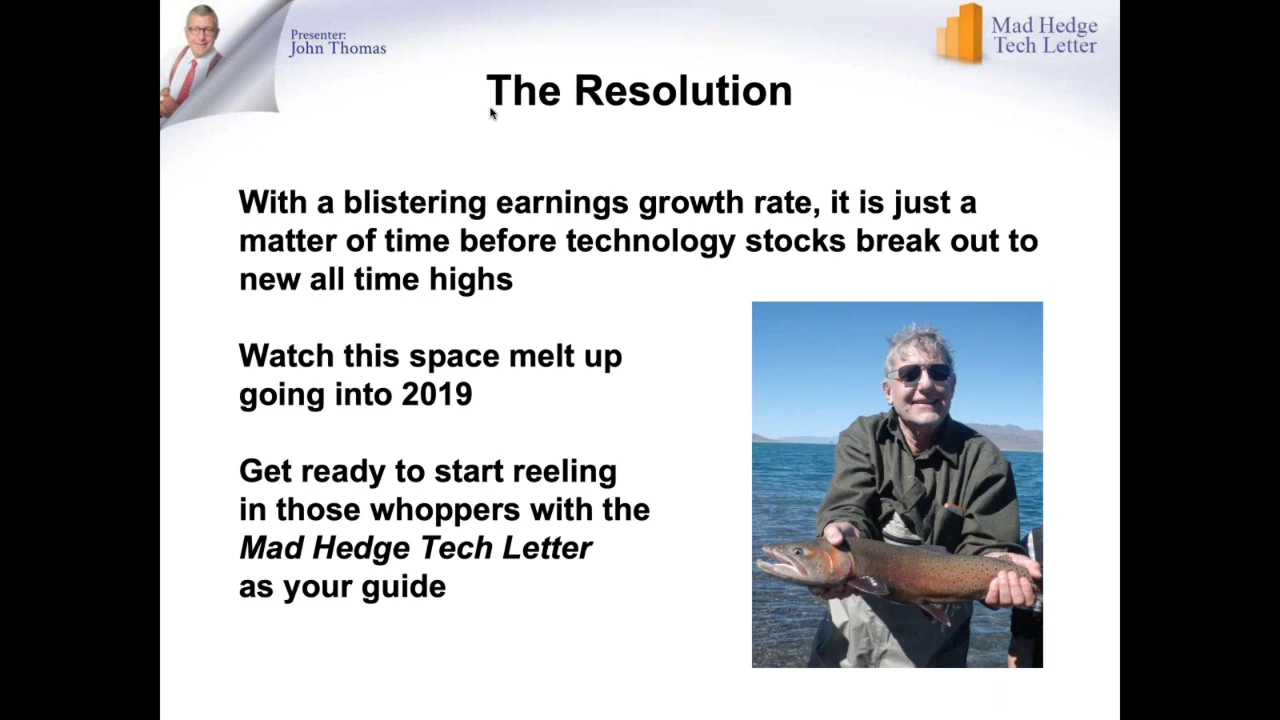 Presenter:
John Thomas
Mad Hedge
Tech Letter
The Resolution
With a blistering earnings growth rate, it is just a
matter of time before technology stocks break out to
new all time highs
Watch this space melt up
going into 2019
Get ready to start reeling
in those whoppers with the
Mad Hedge Tech Letter
as your guide